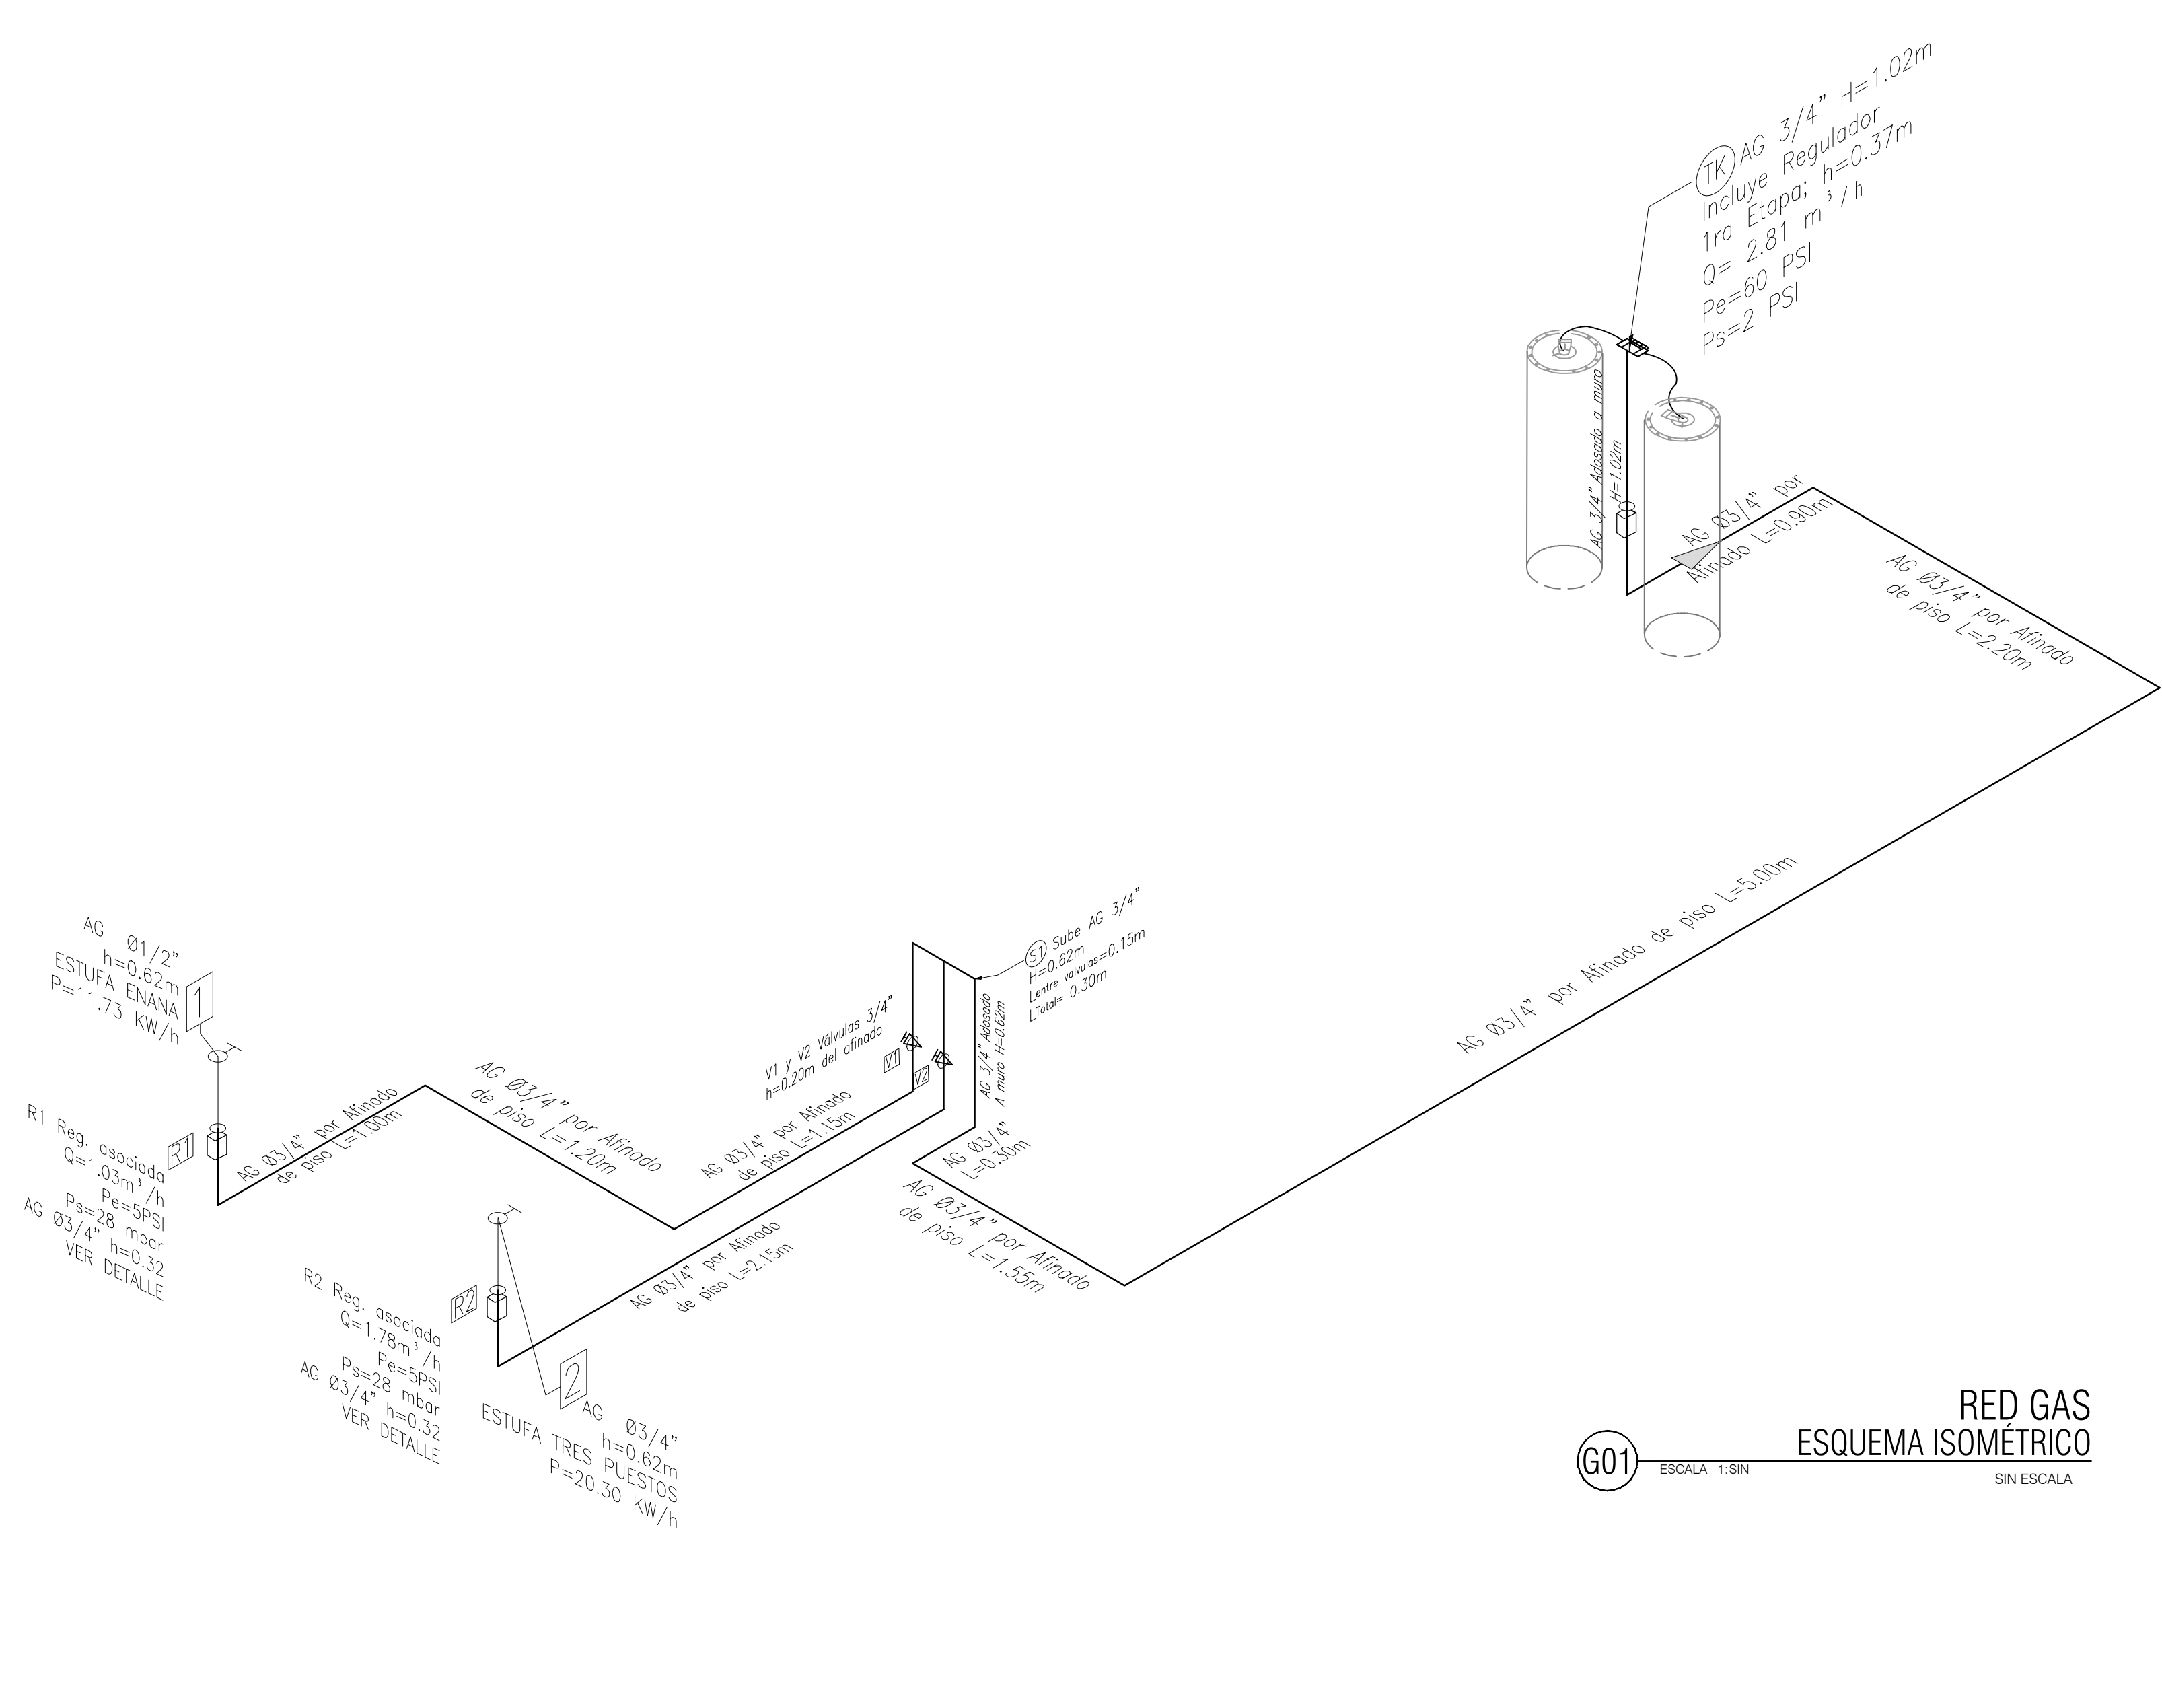 TK AG 3/4" H=1.02m
Incluye Regulador
1ra Etapa; h=0.37m
Q= 2.81 m³/h
Pe=60 PSI
Ps=2 PSI
AG 3/4" Adosado a muro
H=1.02m
AG Ø3/4" por
Afinado L=0.90m
AG Ø3/4" por Afinado
de piso L=2.20m
AG Ø3/4" por Afinado de piso L=5.00m
S1 Sube AG 3/4"
H=0.62m
Lentre valvulas=0.15m
LTotal= 0.30m
AG 3/4" Adosado
A muro H=0.62m
V1 y V2 Válvulas 3/4"
h=0.20m del afinado
V1
V2
AG Ø3/4"
L=0.30m
AG Ø3/4" por Afinado
de piso L=1.55m
AG Ø3/4" por Afinado
de piso L=1.15m
AG Ø3/4" por Afinado
de piso L=1.20m
AG Ø3/4" por Afinado
de piso L=1.00m
AG Ø3/4" por Afinado
de piso L=2.15m
AG Ø1/2"
h=0.62m
ESTUFA ENANA
P=11.73 KW/h
1
R1 Reg. asociada
Q=1.03m³/h
Pe=5PSI
Ps=28 mbar
AG Ø3/4" h=0.32
VER DETALLE
R1
R2 Reg. asociada
Q=1.78m³/h
Pe=5PSI
Ps=28 mbar
AG Ø3/4" h=0.32
VER DETALLE
R2
2
AG Ø3/4"
h=0.62m
ESTUFA TRES PUESTOS
P=20.30 KW/h
RED GAS
ESQUEMA ISOMÉTRICO
G01
ESCALA 1:SIN
SIN ESCALA